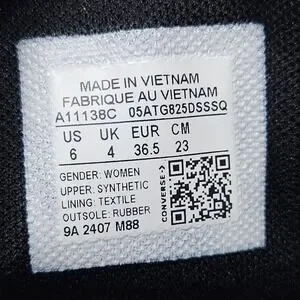 MADE IN VIETNAM
FABRIQUE AU VIETNAM
A11138C 05ATG825DSSSQ
US UK EUR CM
6 4 36.5 23
GENDER: WOMEN
UPPER: SYNTHETIC
LINING: TEXTILE
OUTSOLE: RUBBER
9A 2407 M88
CONVERSE->